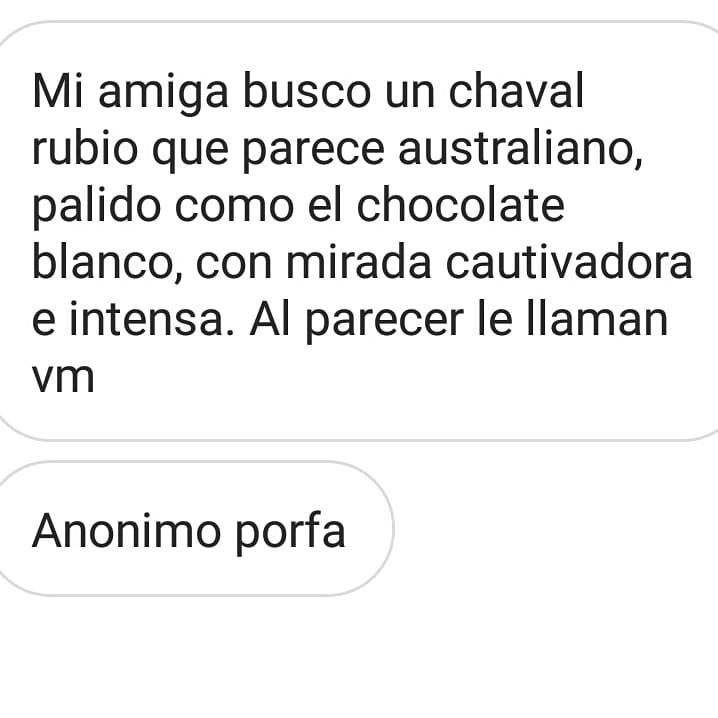 Mi amiga busco un chaval
rubio que parece australiano,
palido como el chocolate
blanco, con mirada cautivadora
e intensa. Al parecer le llaman
vm
Anonimo porfa